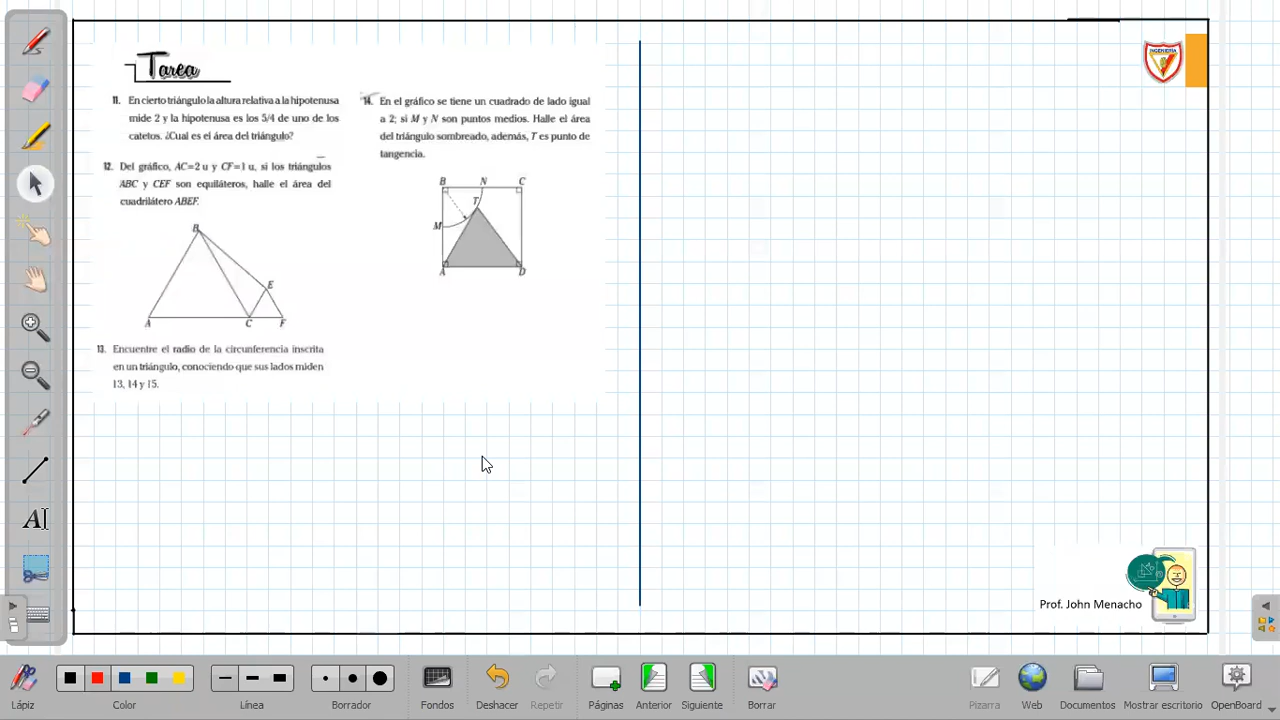 Tarea
11. En cierto triángulo la altura relativa a la hipotenusa
mide 2 y la hipotenusa es los 5/4 de uno de los
catetos. ¿Cual es el área del triángulo?
12. Del gráfico, AC=2 u y CF=1 u, si los triángulos
ABC y CEF son equiláteros, halle el área del
cuadrilátero ABEF.
B
E
A
C
F
13. Encuentre el radio de la circunferencia inscrita
en un triángulo, conociendo que sus lados miden
13, 14 y 15.
14. En el gráfico se tiene un cuadrado de lado igual
a 2; si M y N son puntos medios. Halle el área
del triángulo sombreado, además, T es punto de
tangencia.
B N C
T
M
A D
INGENIERÍA
Prof. John Menacho
A
Lápiz
Color
Línea
Borrador
Fondos
Deshacer
Repetir
Páginas
Anterior
Siguiente
Borrar
Pizarra
Web
Documentos
Mostrar escritorio
OpenBoard